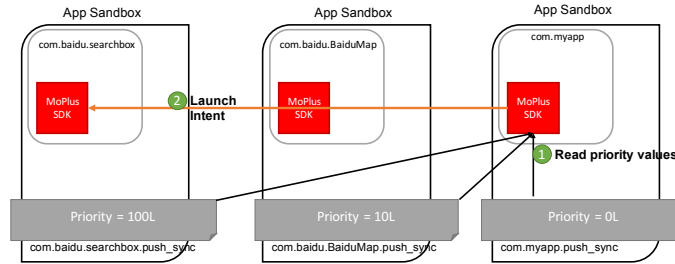 App Sandbox
App Sandbox
App Sandbox
com.baidu.searchbox
com.baidu.BaiduMap
com.myapp
MoPlus
SDK
2 Launch
Intent
MoPlus
SDK
MoPlus
SDK
1 Read priority values
Priority = 100L
Priority = 10L
Priority = 0L
com.baidu.searchbox.push_sync
com.baidu.BaiduMap.push_sync
com.myapp.push_sync